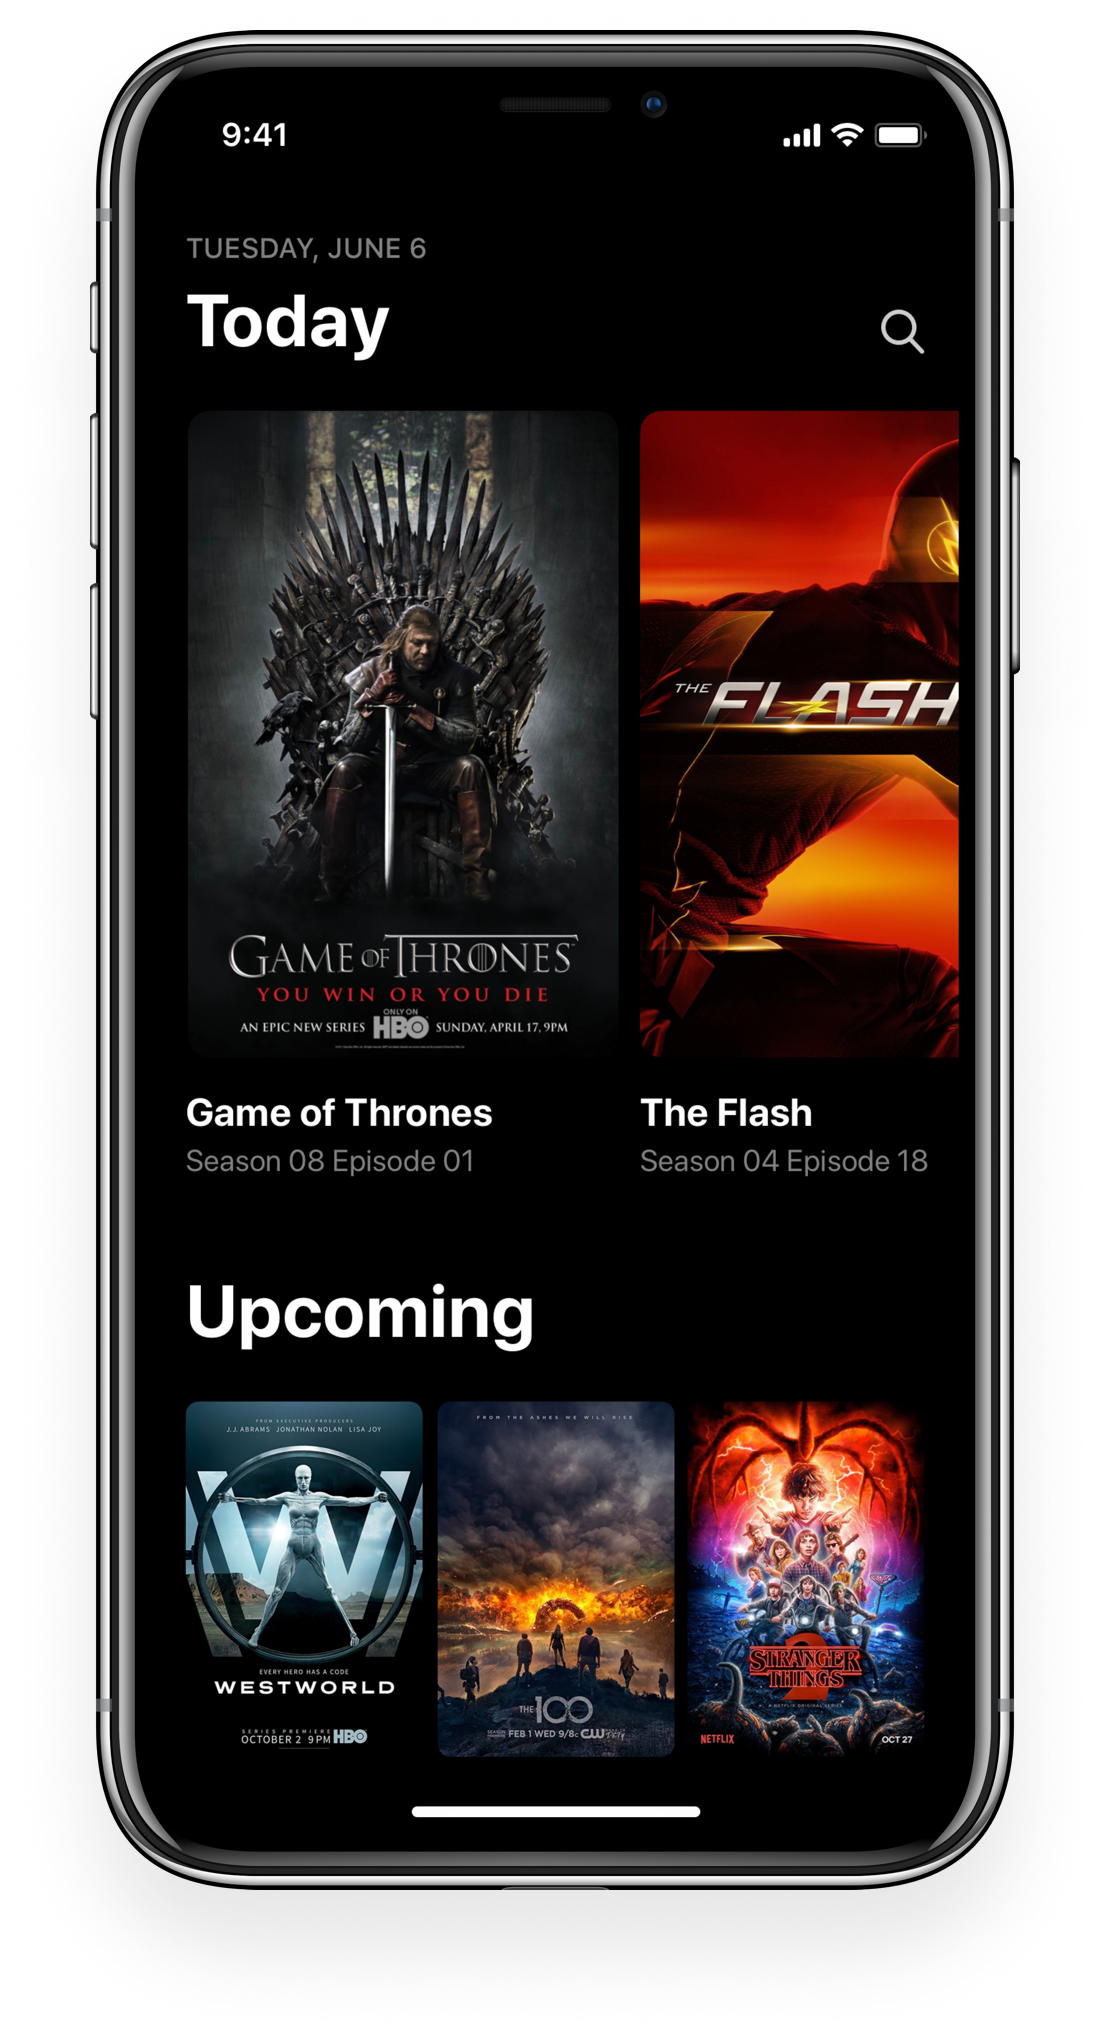 9:41
TUESDAY, JUNE 6
Today
THE FLASH
GAME OF THRONES
YOU WIN OR YOU DIE
AN EPIC NEW SERIES ONLY ON HBO SUNDAY, APRIL 17, 9PM
Game of Thrones
Season 08 Episode 01
The Flash
Season 04 Episode 18
Upcoming
FROM EXECUTIVE PRODUCERS
J.J. ABRAMS JONATHAN NOLAN LISA JOY
EVERY HERO HAS A CODE
WESTWORLD
SERIES PREMIERE
OCTOBER 2 9PM HBO
FROM THE ASHES WE WILL RISE
THE 100
FEB 1 WED 9/8c CW
STRANGER THINGS
2
A NETFLIX ORIGINAL SERIES
NETFLIX
OCT 27